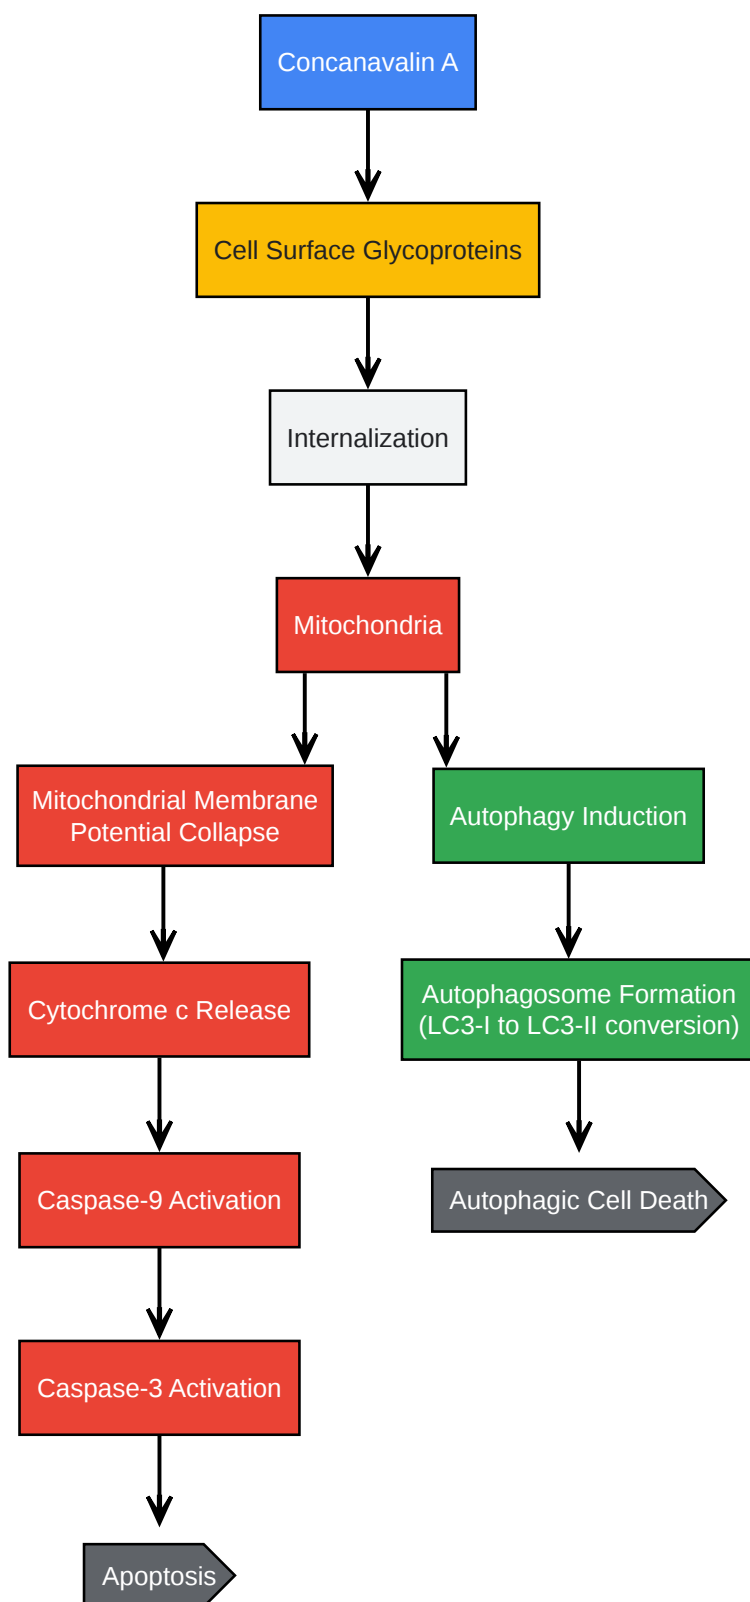 Concanavalin A
Cell Surface Glycoproteins
Internalization
Mitochondria
Mitochondrial Membrane
Potential Collapse
Autophagy Induction
Cytochrome c Release
Autophagosome Formation
(LC3-I to LC3-II conversion)
Caspase-9 Activation
Autophagic Cell Death
Caspase-3 Activation
Apoptosis